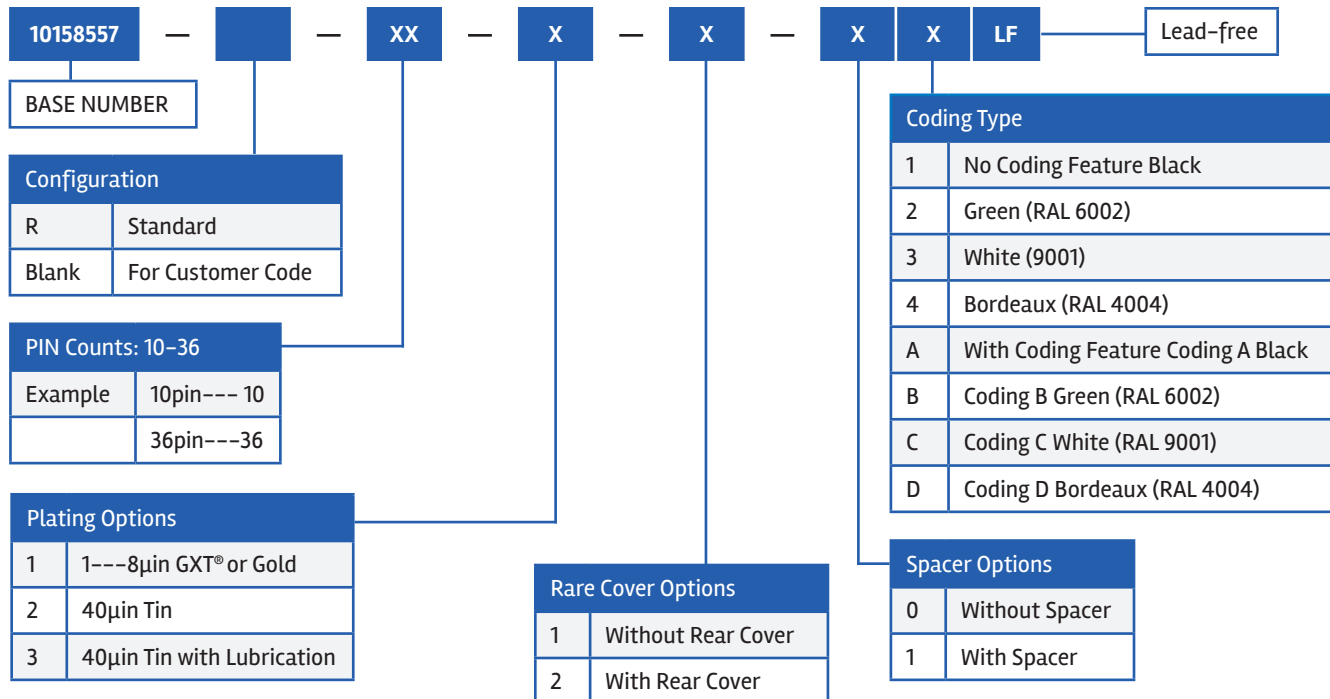 10158557 — — XX — X — X — X X LF Lead-free
BASE NUMBER
Configuration
R Standard
Blank For Customer Code
PIN Counts: 10-36
Example 10pin--- 10
36pin---36
Plating Options
1 1---8µin GXT® or Gold
2 40µin Tin
3 40µin Tin with Lubrication
Rare Cover Options
1 Without Rear Cover
2 With Rear Cover
Coding Type
1 No Coding Feature Black
2 Green (RAL 6002)
3 White (9001)
4 Bordeaux (RAL 4004)
A With Coding Feature Coding A Black
B Coding B Green (RAL 6002)
C Coding C White (RAL 9001)
D Coding D Bordeaux (RAL 4004)
Spacer Options
0 Without Spacer
1 With Spacer